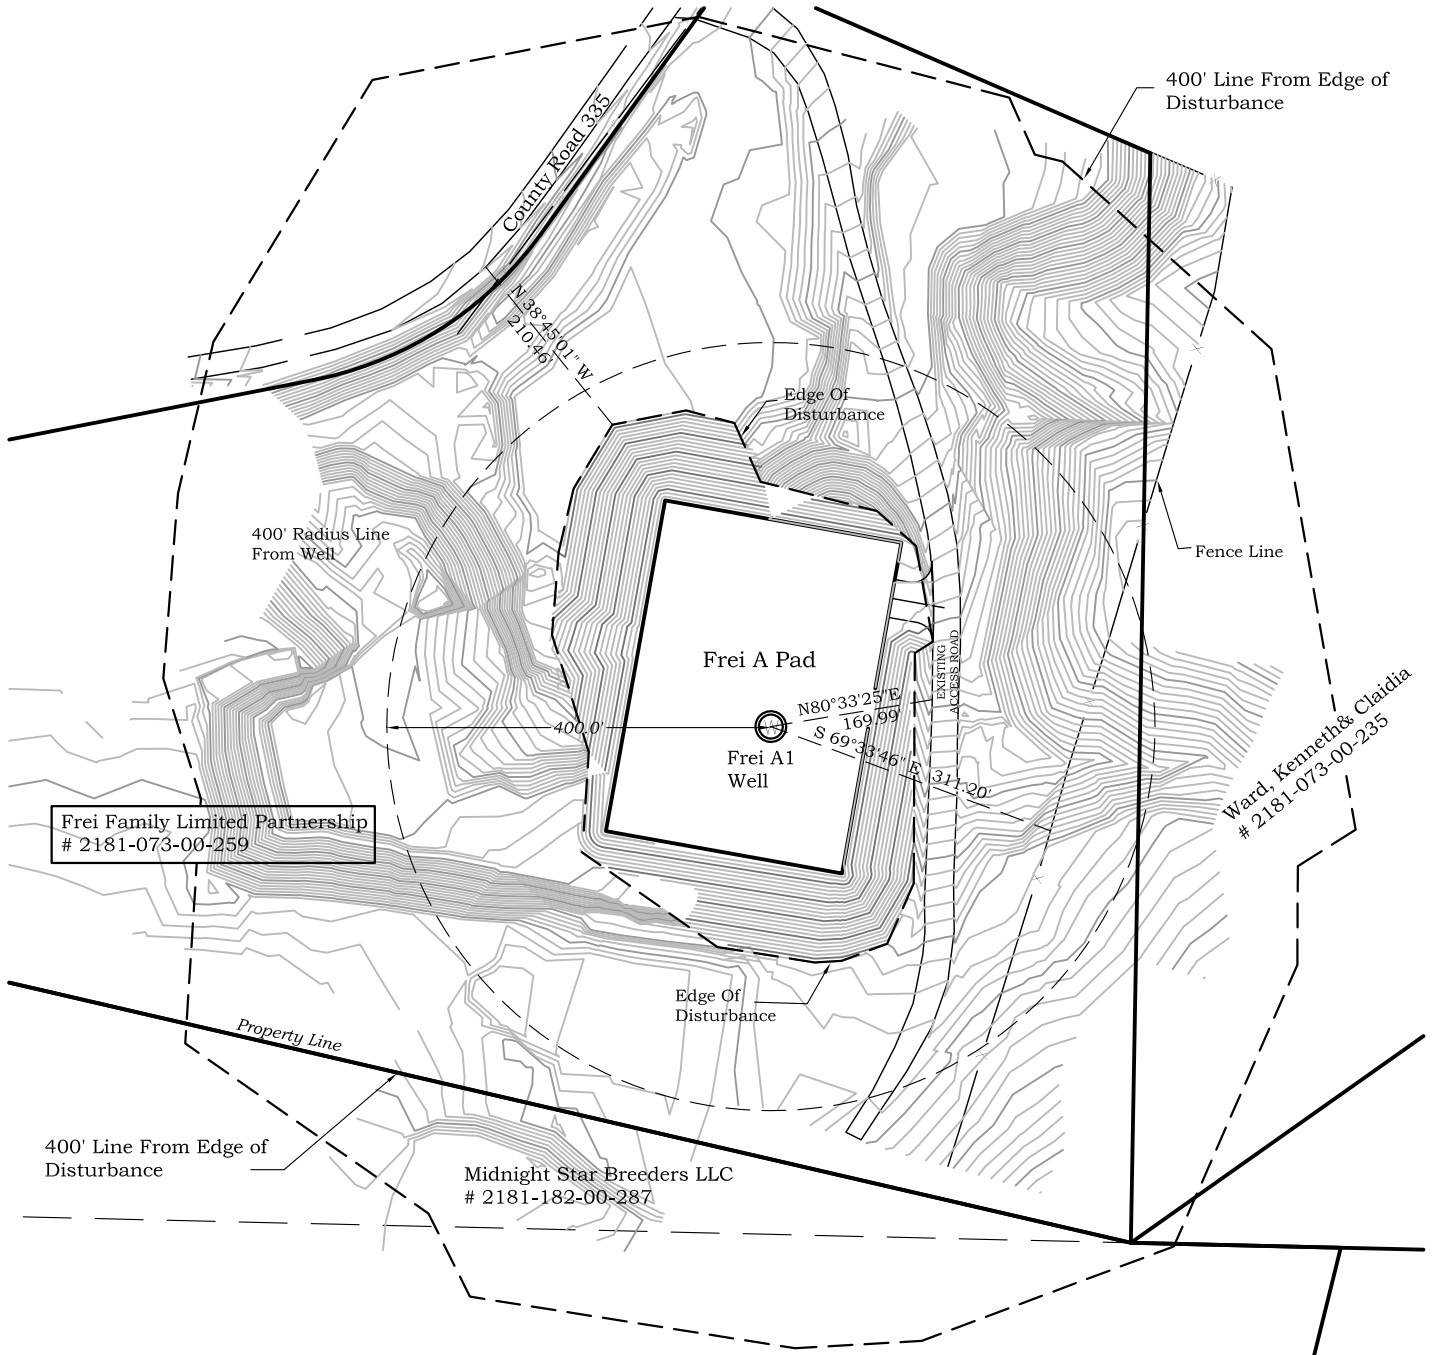 400' Line From Edge of
Disturbance
County Road 335
N 38°45'01" W
210.46'
Edge Of
Disturbance
400' Radius Line
From Well
Fence Line
Frei A Pad
EXISTING
ACCESS ROAD
N80°33'25"E
169.99'
400.0'
S 69°33'46" E 311.20'
Frei A1
Well
Ward, Kenneth& Claidia
# 2181-073-00-235
Frei Family Limited Partnership
# 2181-073-00-259
Edge Of
Disturbance
Property Line
400' Line From Edge of
Disturbance
Midnight Star Breeders LLC
# 2181-182-00-287